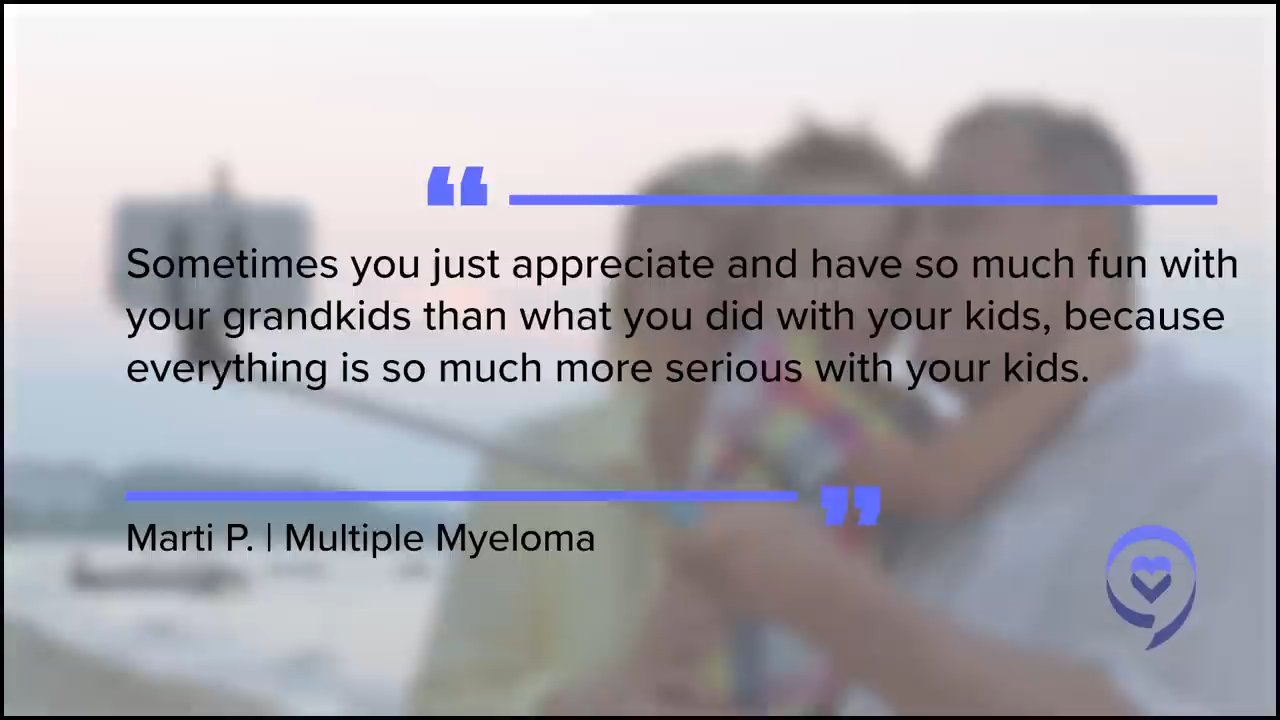 ❝
Sometimes you just appreciate and have so much fun with
your grandkids than what you did with your kids, because
everything is so much more serious with your kids.
❞
Marti P. | Multiple Myeloma